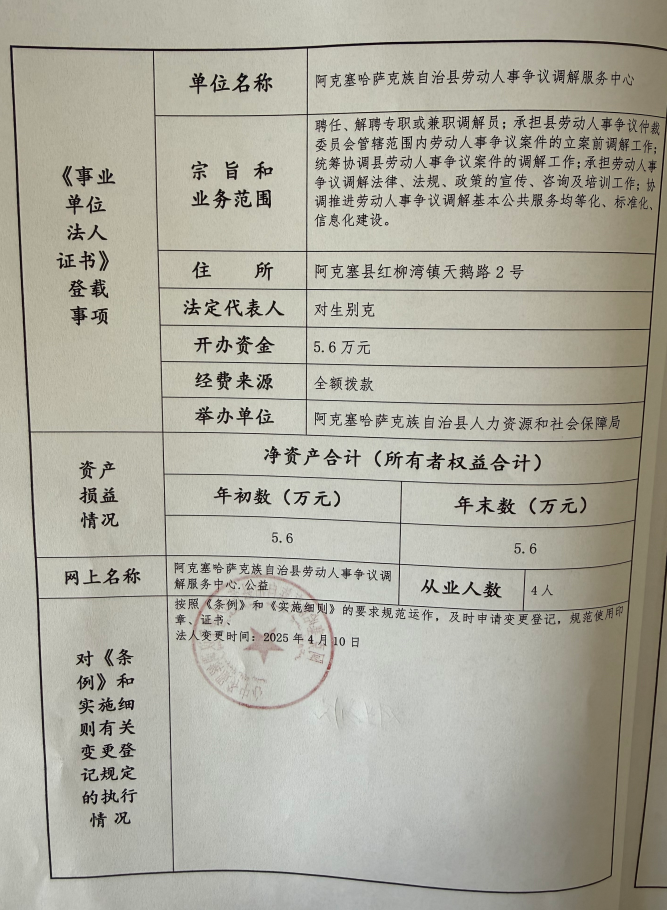 《事业
单位
法人
证书》
登载
事项
单位名称
阿克塞哈萨克族自治县劳动人事争议调解服务中心
宗旨和
业务范围
聘任、解聘专职或兼职调解员；承担县劳动人事争议仲裁
委员会管辖范围内劳动人事争议案件的立案前调解工作；
统筹协调县劳动人事争议案件的调解工作；承担劳动人事
争议调解法律、法规、政策的宣传、咨询及培训工作；协
调推进劳动人事争议调解基本公共服务均等化、标准化、
信息化建设。
住所
阿克塞县红柳湾镇天鹅路2号
法定代表人
对生别克
开办资金
5.6万元
经费来源
全额拨款
举办单位
阿克塞哈萨克族自治县人力资源和社会保障局
资产
损益
情况
净资产合计（所有者权益合计）
年初数（万元）
年末数（万元）
5.6
5.6
网上名称
阿克塞哈萨克族自治县劳动人事争议调
解服务中心.公益
从业人数
4人
对《条
例》和
实施细
则有关
变更登
记规定
的执行
情况
按照《条例》和《实施细则》的要求规范运作，及时申请变更登记，规范使用印
章、证书。
法人变更时间：2025年4月10日